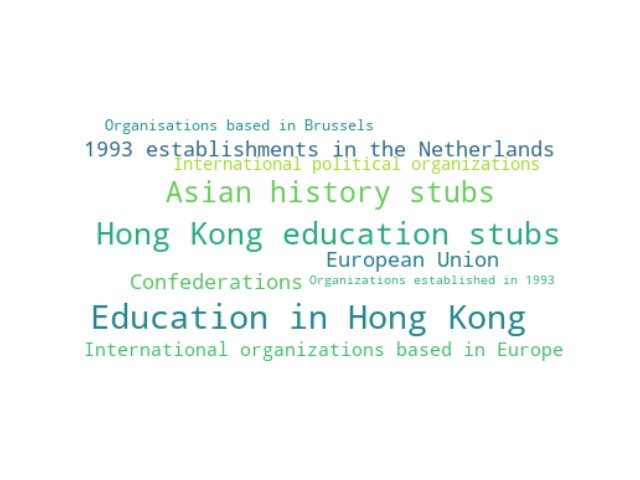 Organisations based in Brussels
1993 establishments in the Netherlands
International political organizations
Asian history stubs
Hong Kong education stubs
European Union
Confederations
Organizations established in 1993
Education in Hong Kong
International organizations based in Europe